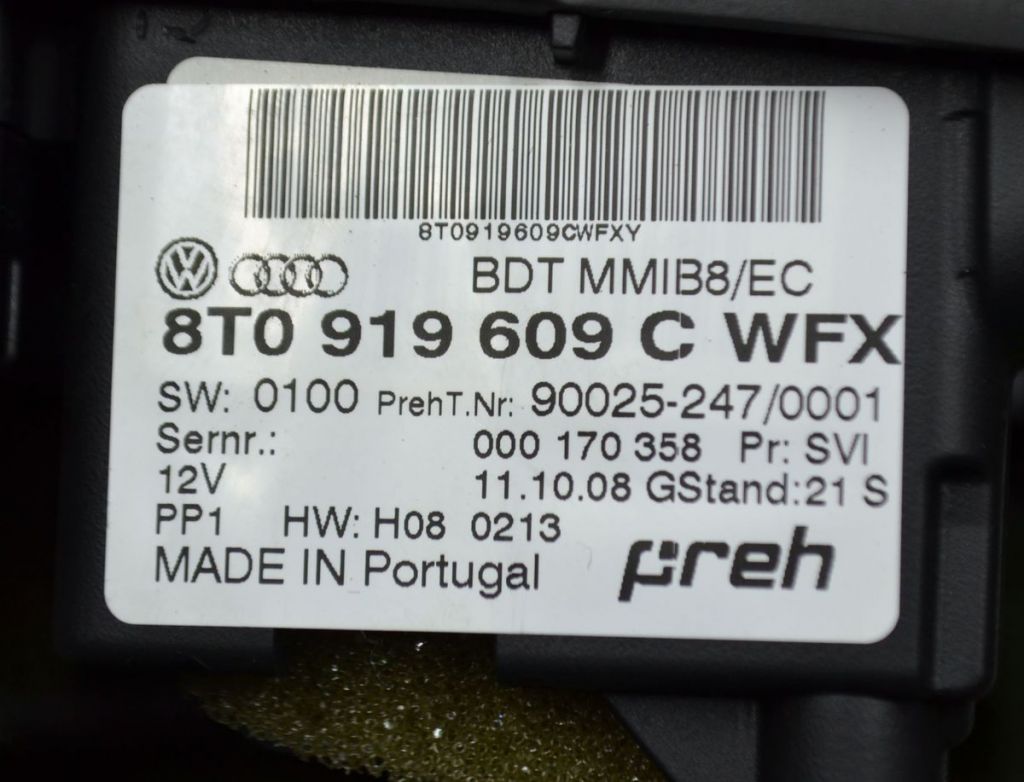 8T0919609CWFXY
BDT MMIB8/EC
8T0 919 609 C WFX
SW: 0100 PrehT.Nr: 90025-247/0001
Sernr.: 000 170 358 Pr: SVI
12V 11.10.08 GStand:21 S
PP1 HW: H08 0213
MADE IN Portugal
preh